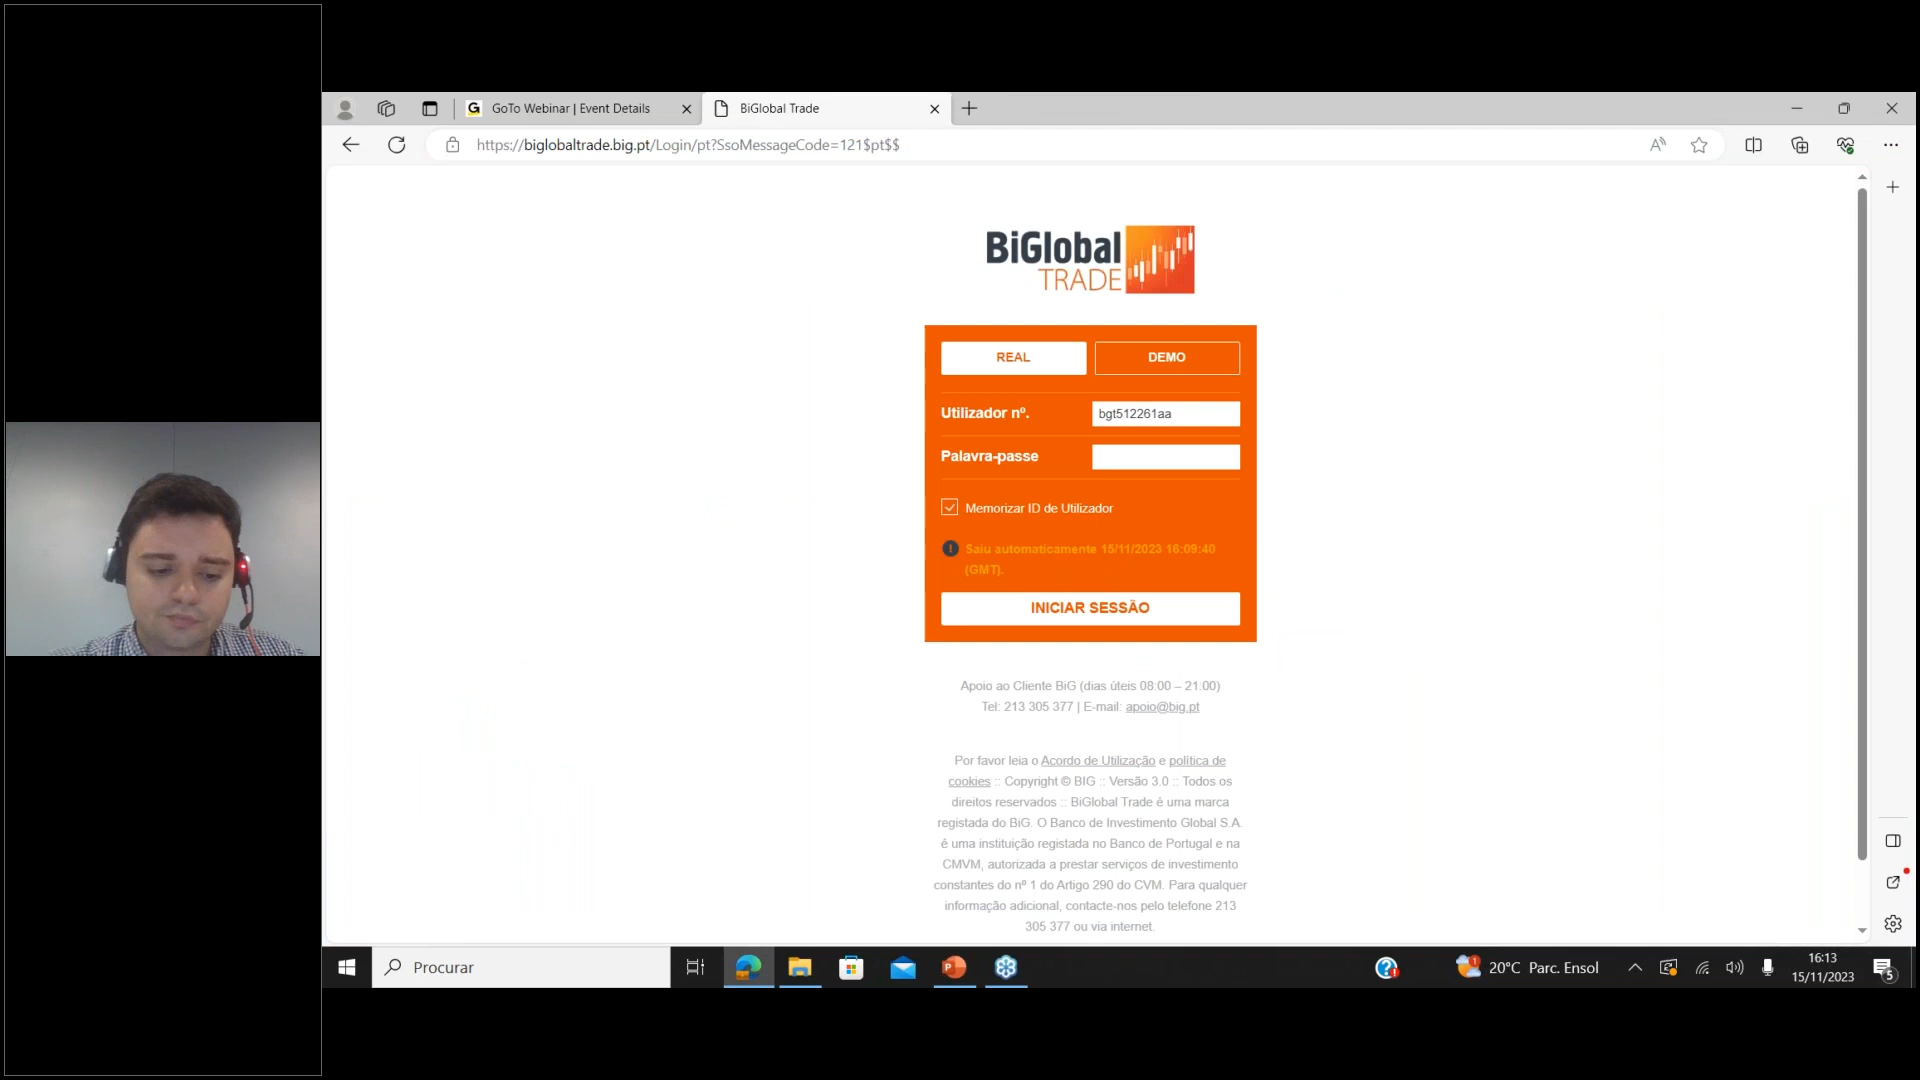 GoTo Webinar | Event Details
BiGlobal Trade
https://biglobaltrade.big.pt/Login/pt?SsoMessageCode=121$pt$$
BiGlobal
TRADE
REAL
DEMO
Utilizador nº.
bgt512261aa
Palavra-passe
Memorizar ID de Utilizador
Saiu automaticamente 15/11/2023 16:09:40
(GMT).
INICIAR SESSÃO
Apoio ao Cliente BiG (dias úteis 08:00 – 21:00)
Tel: 213 305 377 | E-mail: apoio@big.pt
Por favor leia o Acordo de Utilização e política de
cookies :: Copyright © BIG :: Versão 3.0 :: Todos os
direitos reservados :: BiGlobal Trade é uma marca
registada do BiG. O Banco de Investimento Global S.A.
é uma instituição registada no Banco de Portugal e na
CMVM, autorizada a prestar serviços de investimento
constantes do nº 1 do Artigo 290 do CVM. Para qualquer
informação adicional, contacte-nos pelo telefone 213
305 377 ou via internet.
Procurar
1
20°C Parc. Ensol
16:13
15/11/2023
5